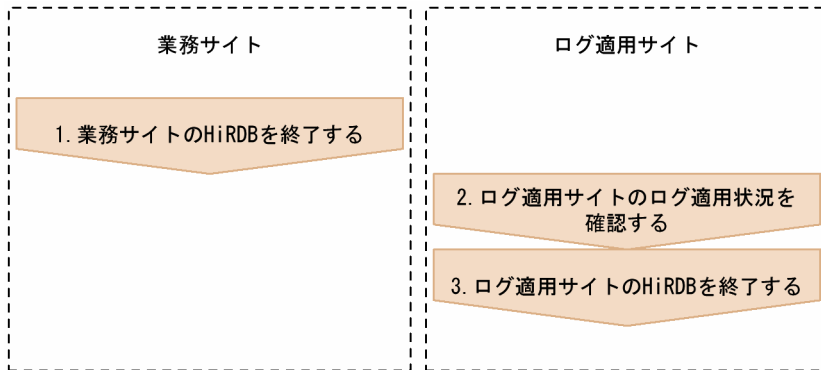 業務サイト
1.業務サイトのHiRDBを終了する
ログ適用サイト
2.ログ適用サイトのログ適用状況を
確認する
3.ログ適用サイトのHiRDBを終了する